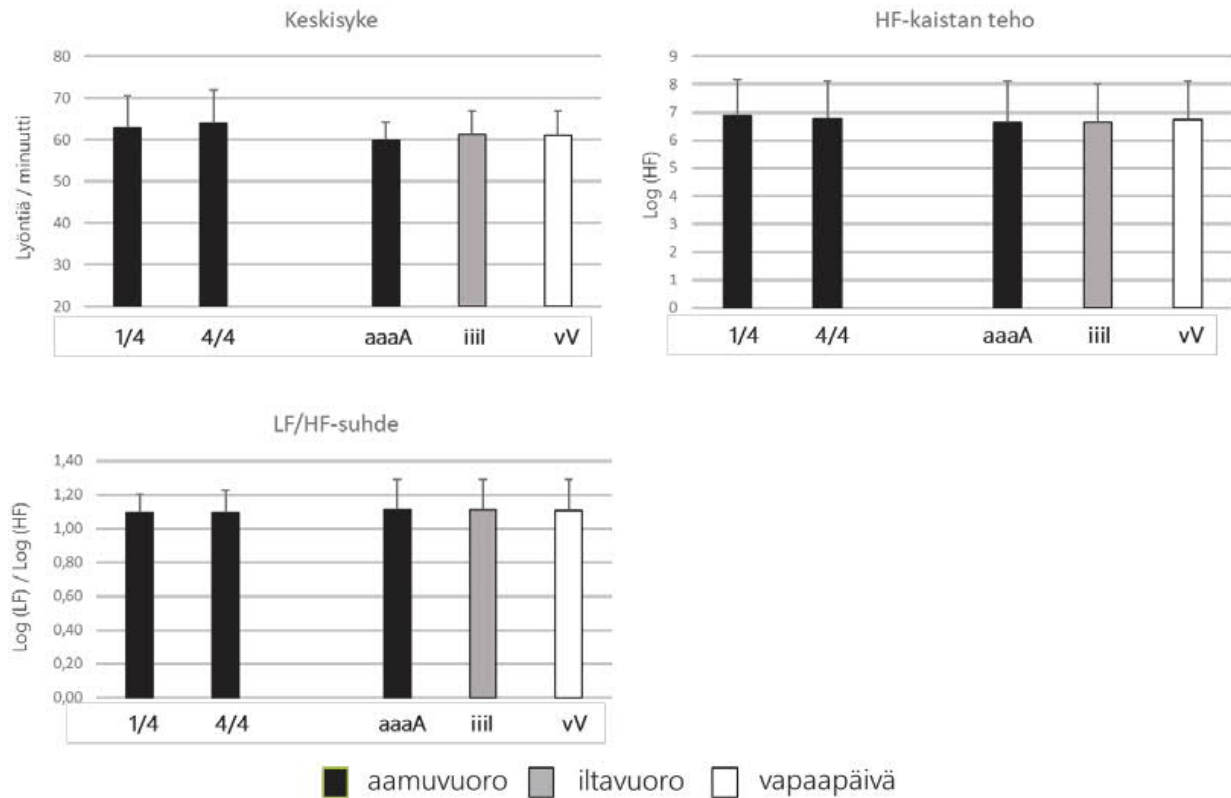 Keskisyke
Lyöntiä / minuutti
80
70
60
50
40
30
20
1/4 4/4 aaaA iiiI vV
HF-kaistan teho
Log (HF)
9
8
7
6
5
4
3
2
1
0
1/4 4/4 aaaA iiiI vV
LF/HF-suhde
Log (LF) / Log (HF)
1,40
1,20
1,00
0,80
0,60
0,40
0,20
0,00
1/4 4/4 aaaA iiiI vV
aamuvuoro iltavuoro vapaapäivä